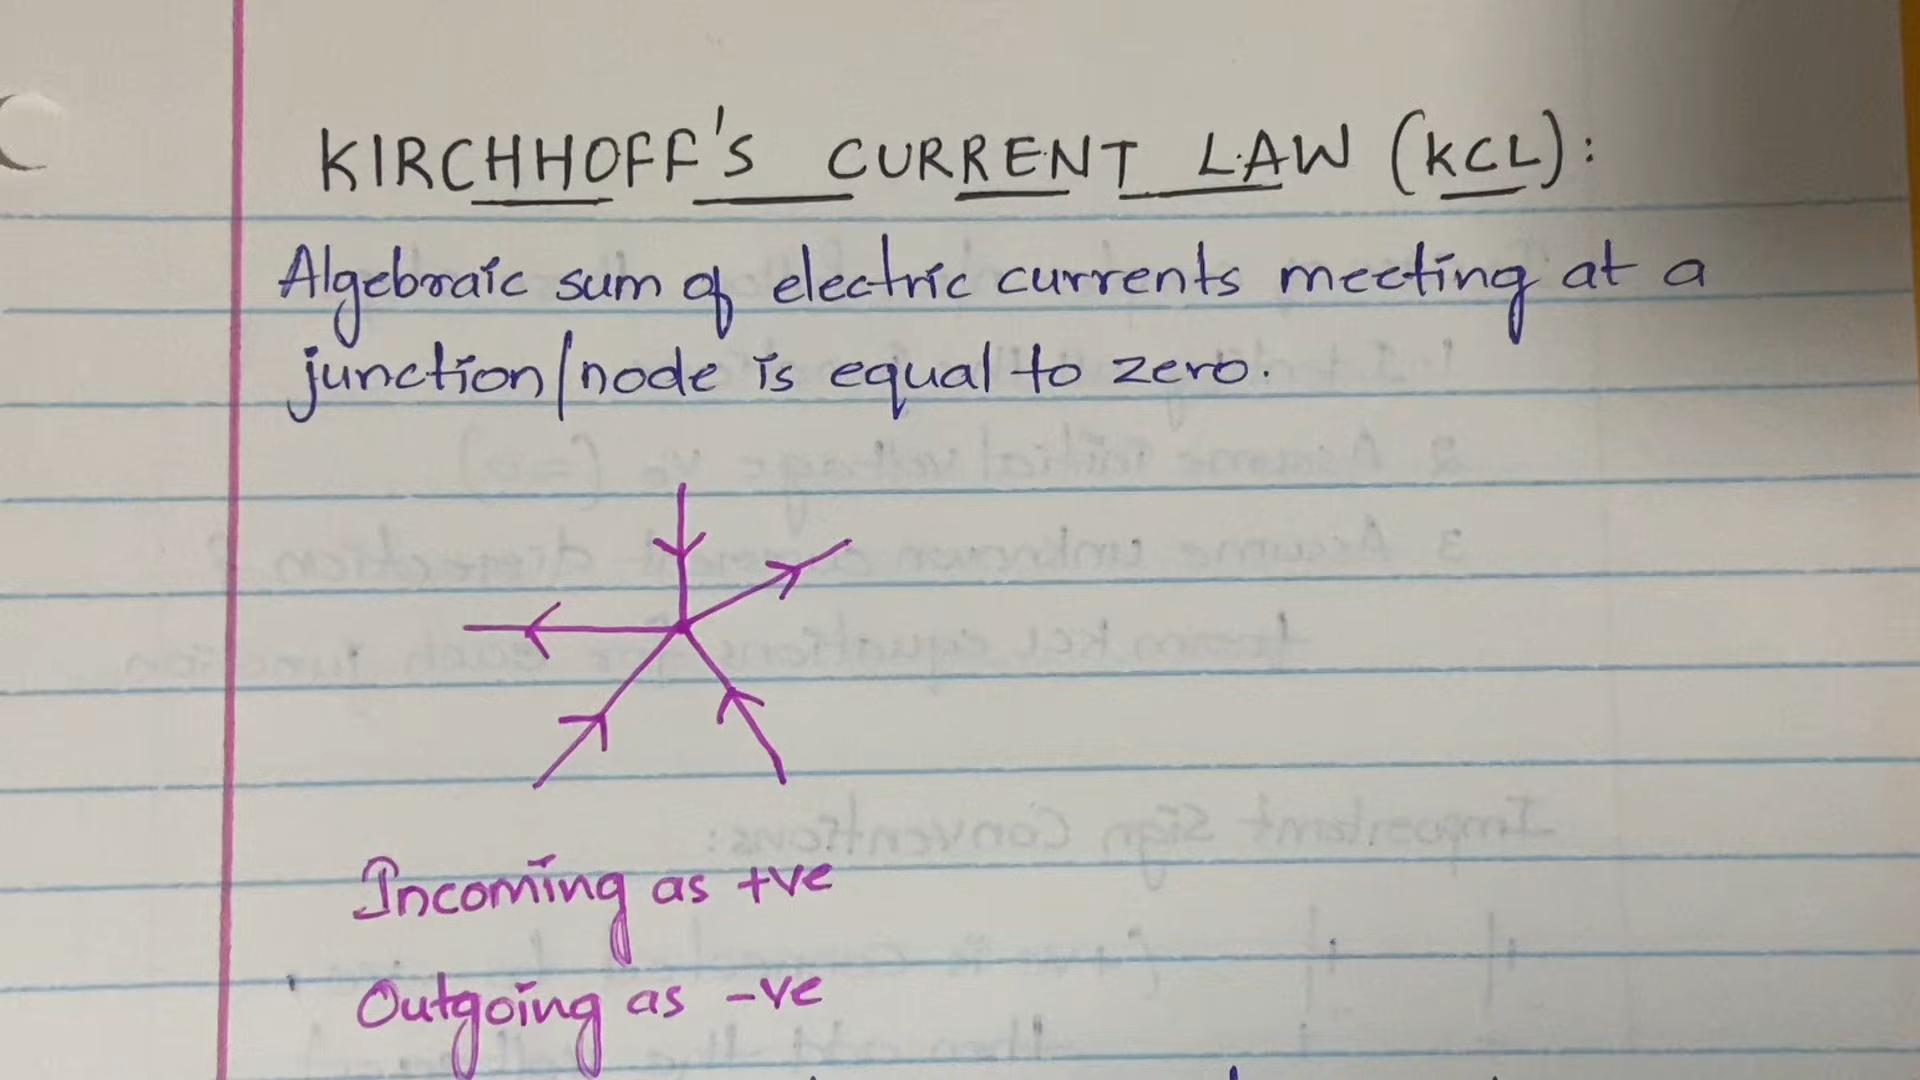 KIRCHHOFF'S CURRENT LAW (KCL):
Algebraic sum of electric currents meeting at a
junction/node is equal to zero.
Incoming as +ve
Outgoing as -ve